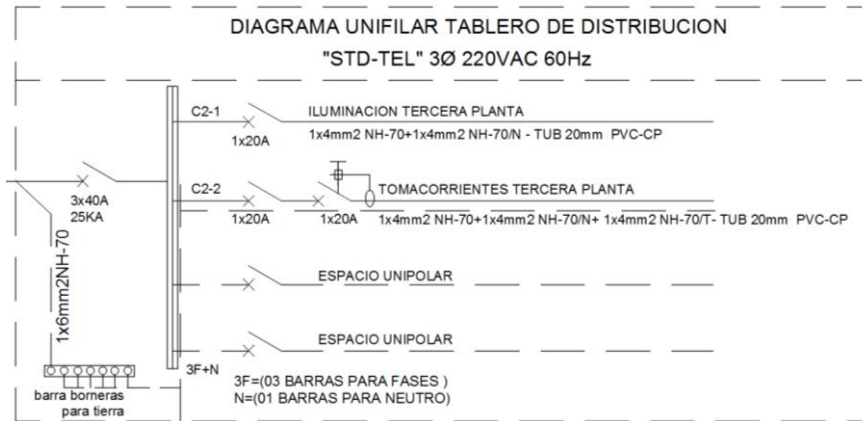 DIAGRAMA UNIFILAR TABLERO DE DISTRIBUCION
"STD-TEL" 3Ø 220VAC 60Hz
C2-1
ILUMINACION TERCERA PLANTA
1x20A
1x4mm2 NH-70+1x4mm2 NH-70/N - TUB 20mm PVC-CP
3x40A
25KA
C2-2
TOMACORRIENTES TERCERA PLANTA
1x20A
1x20A
1x4mm2 NH-70+1x4mm2 NH-70/N+ 1x4mm2 NH-70/T- TUB 20mm PVC-CP
1x6mm2NH-70
ESPACIO UNIPOLAR
ESPACIO UNIPOLAR
3F+N
3F=(03 BARRAS PARA FASES )
N=(01 BARRAS PARA NEUTRO)
barra borneras
para tierra